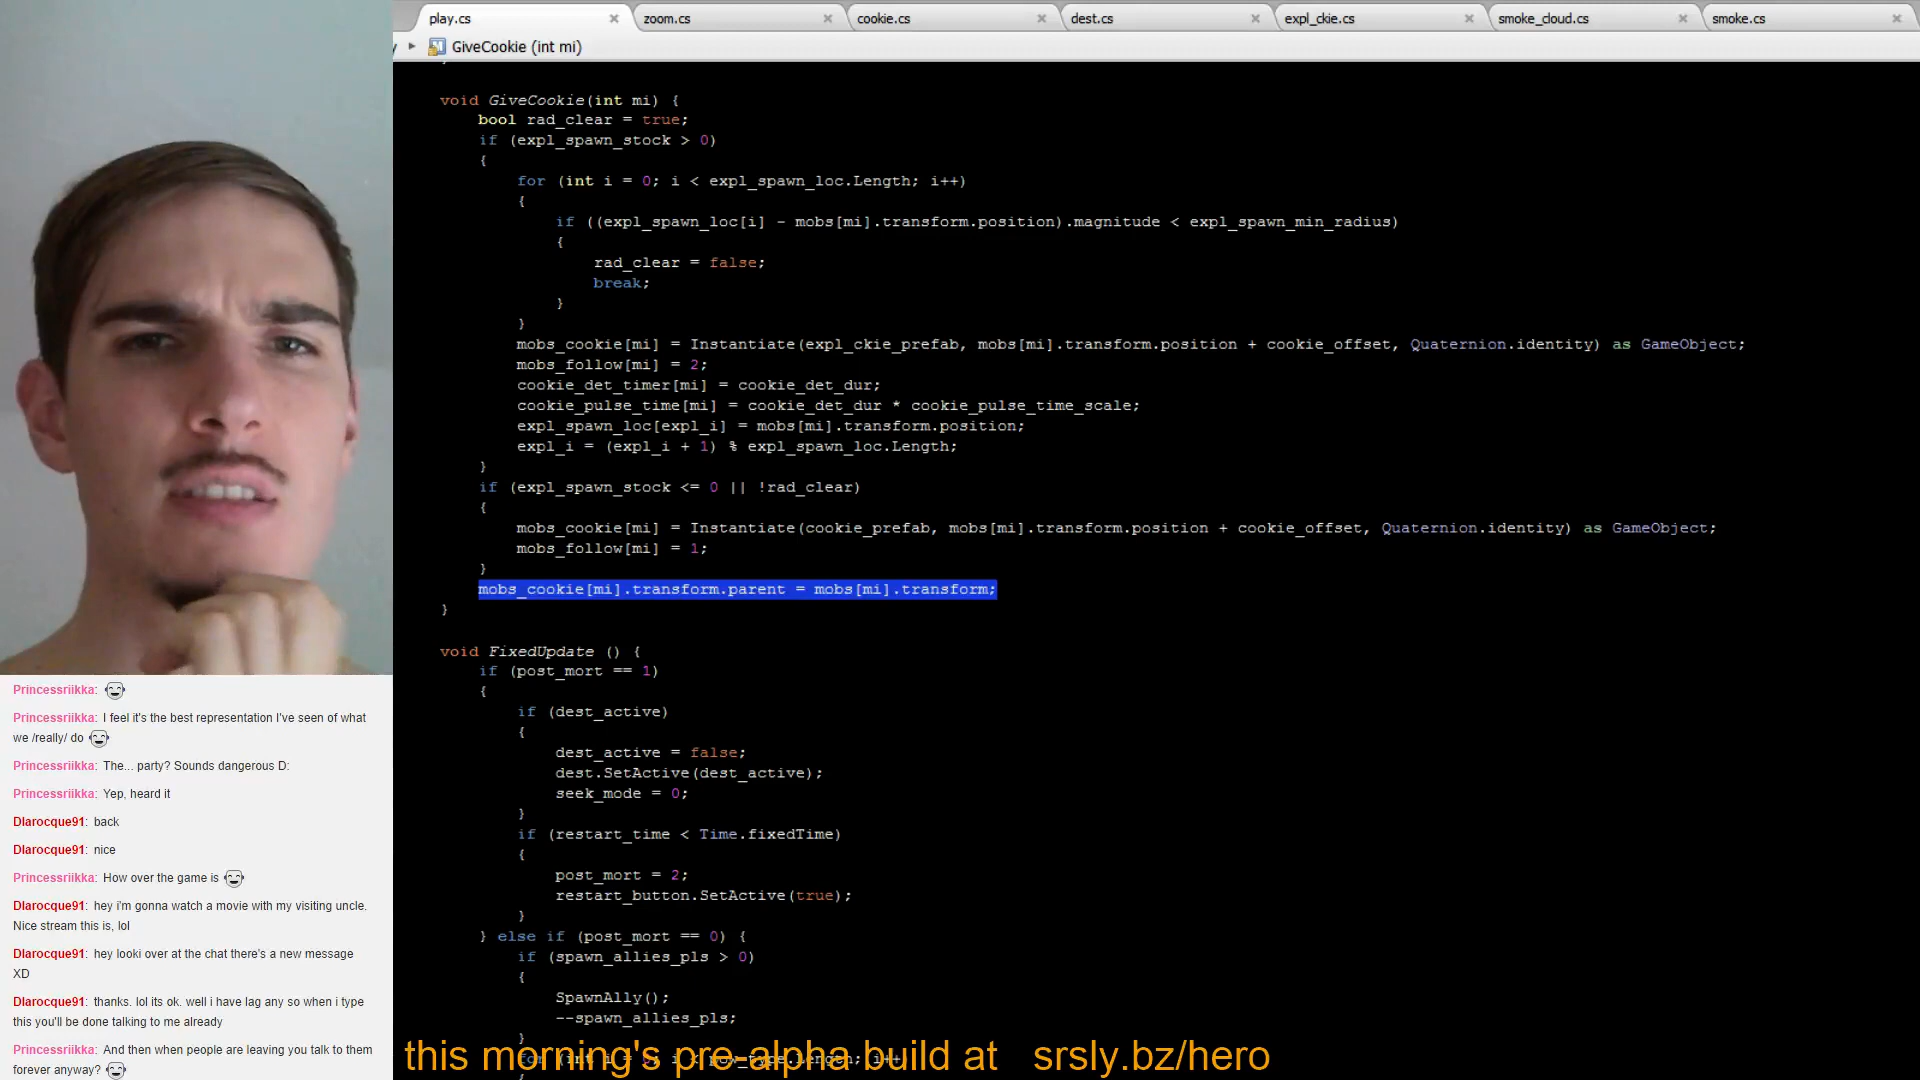 play.cs
zoom.cs
cookie.cs
dest.cs
expl_ckie.cs
smoke_cloud.cs
smoke.cs
GiveCookie (int mi)
void GiveCookie(int mi) {
bool rad_clear = true;
if (expl_spawn_stock > 0)
{
for (int i = 0; i < expl_spawn_loc.Length; i++)
{
if ((expl_spawn_loc[i] - mobs[mi].transform.position).magnitude < expl_spawn_min_radius)
{
rad_clear = false;
break;
}
}
mobs_cookie[mi] = Instantiate(expl_ckie_prefab, mobs[mi].transform.position + cookie_offset, Quaternion.identity) as GameObject;
mobs_follow[mi] = 2;
cookie_det_timer[mi] = cookie_det_dur;
cookie_pulse_time[mi] = cookie_det_dur * cookie_pulse_time_scale;
expl_spawn_loc[expl_i] = mobs[mi].transform.position;
expl_i = (expl_i + 1) % expl_spawn_loc.Length;
}
if (expl_spawn_stock <= 0 || !rad_clear)
{
mobs_cookie[mi] = Instantiate(cookie_prefab, mobs[mi].transform.position + cookie_offset, Quaternion.identity) as GameObject;
mobs_follow[mi] = 1;
}
mobs_cookie[mi].transform.parent = mobs[mi].transform;
}
void FixedUpdate () {
if (post_mort == 1)
{
if (dest_active)
{
dest_active = false;
dest.SetActive(dest_active);
seek_mode = 0;
}
if (restart_time < Time.fixedTime)
{
post_mort = 2;
restart_button.SetActive(true);
}
} else if (post_mort == 0) {
if (spawn_allies_pls > 0)
{
SpawnAlly();
--spawn_allies_pls;
}
Princessriikka:
Princessriikka: I feel it's the best representation I've seen of what
we /really/ do
Princessriikka: The... party? Sounds dangerous D:
Princessriikka: Yep, heard it
Dlarocque91: back
Dlarocque91: nice
Princessriikka: How over the game is
Dlarocque91: hey i'm gonna watch a movie with my visiting uncle.
Nice stream this is, lol
Dlarocque91: hey looki over at the chat there's a new message
XD
Dlarocque91: thanks. lol its ok. well i have lag any so when i type
this you'll be done talking to me already
Princessriikka: And then when people are leaving you talk to them
forever anyway?
this morning's pre-alpha build at srsly.bz/hero